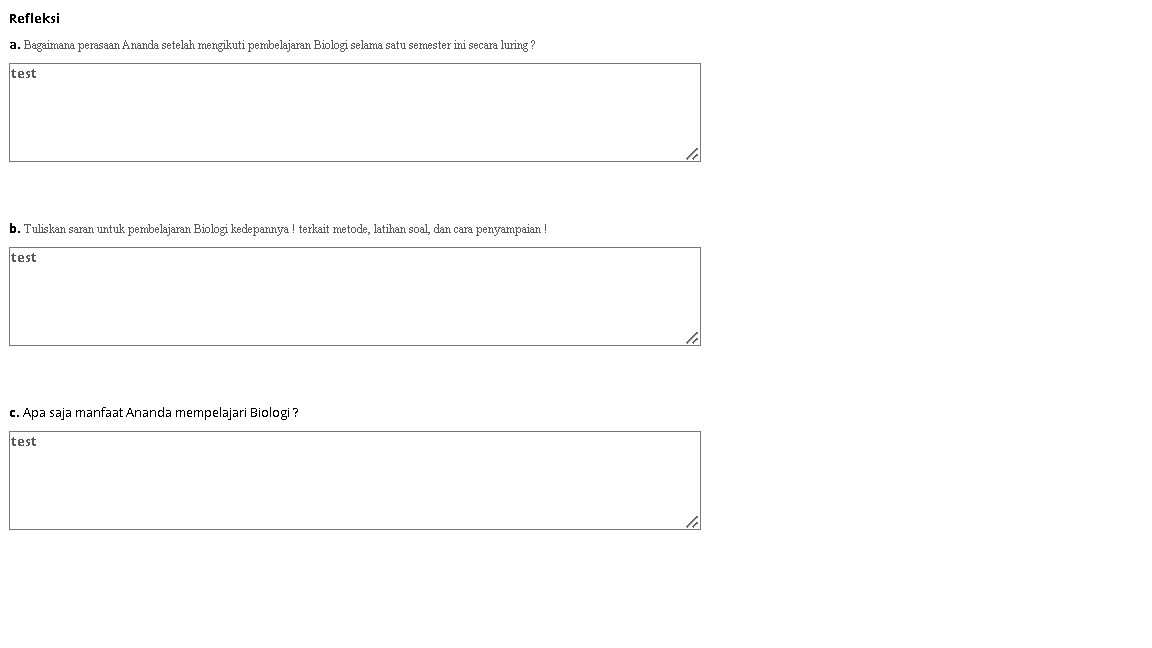 Refleksi
a. Bagaimana perasaan Ananda setelah mengikuti pembelajaran Biologi selama satu semester ini secara luring ?
test
b. Tuliskan saran untuk pembelajaran Biologi kedepannya ! terkait metode, latihan soal, dan cara penyampaian !
test
c. Apa saja manfaat Ananda mempelajari Biologi ?
test